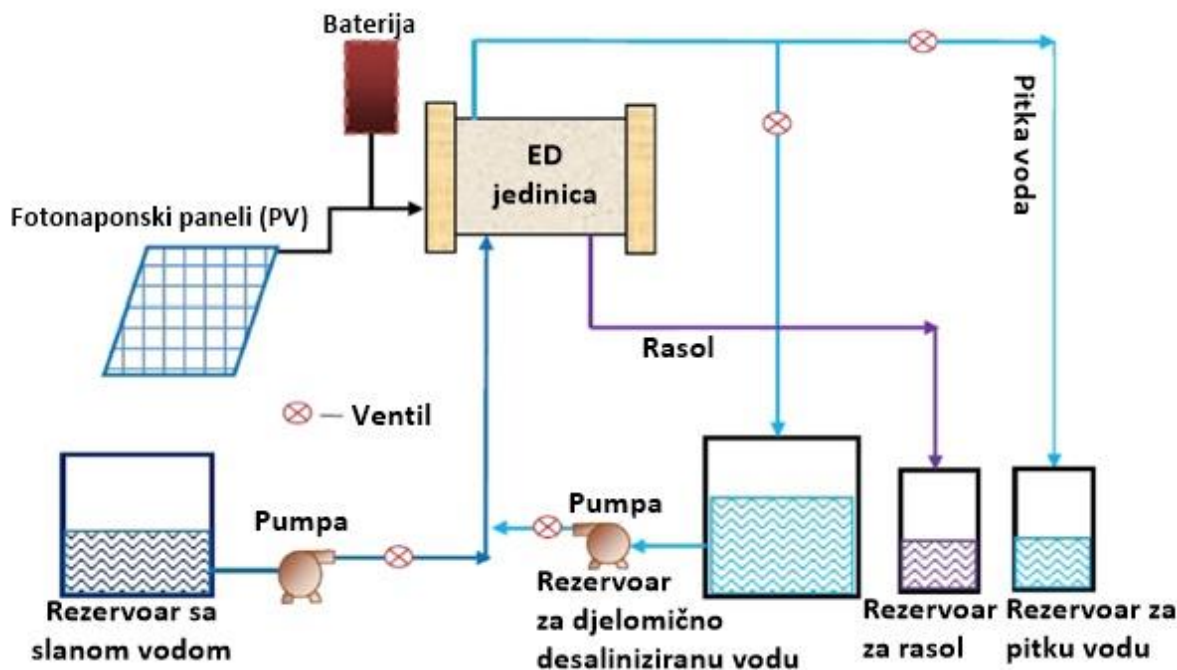 Baterija
ED
jedinica
Pitka voda
Fotonaponski paneli (PV)
Rasol
— Ventil
Pumpa
Pumpa
Rezervoar sa
slanom vodom
Rezervoar
za djelomično
desaliniziranu vodu
Rezervoar
za rasol
Rezervoar za
pitku vodu